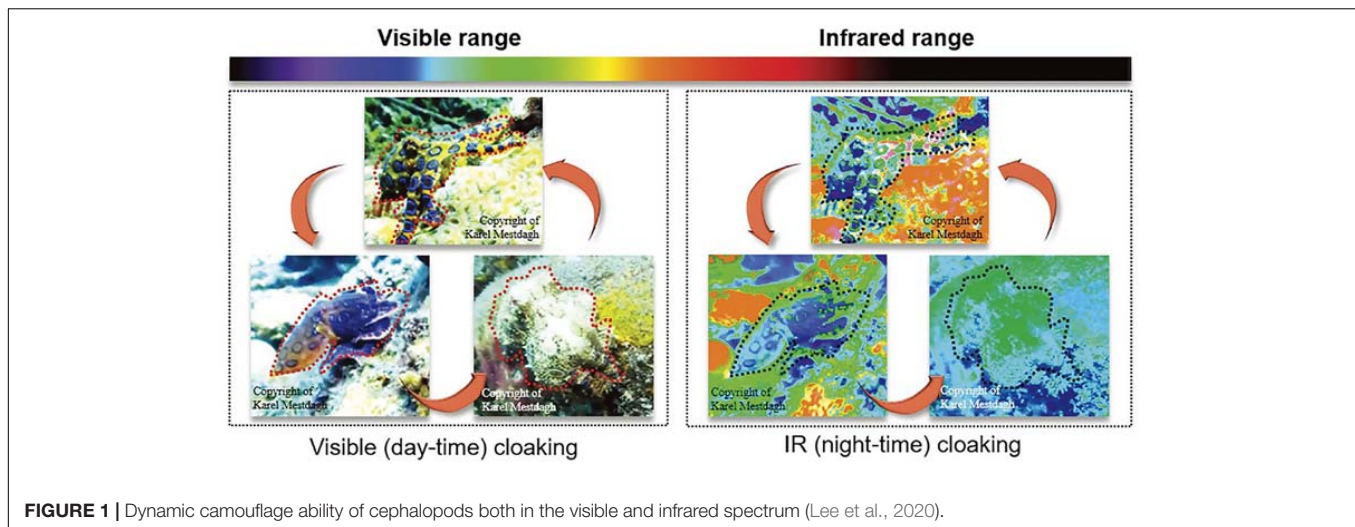 Visible range
Infrared range
Copyright of
Karel Mestdagh
Copyright of
Karel Mestdagh
Copyright of
Karel Mestdagh
Visible (day-time) cloaking
Copyright of
Karel Mestdagh
Copyright of
Karel Mestdagh
Copyright of
Karel Mestdagh
IR (night-time) cloaking
FIGURE 1 | Dynamic camouflage ability of cephalopods both in the visible and infrared spectrum (Lee et al., 2020).